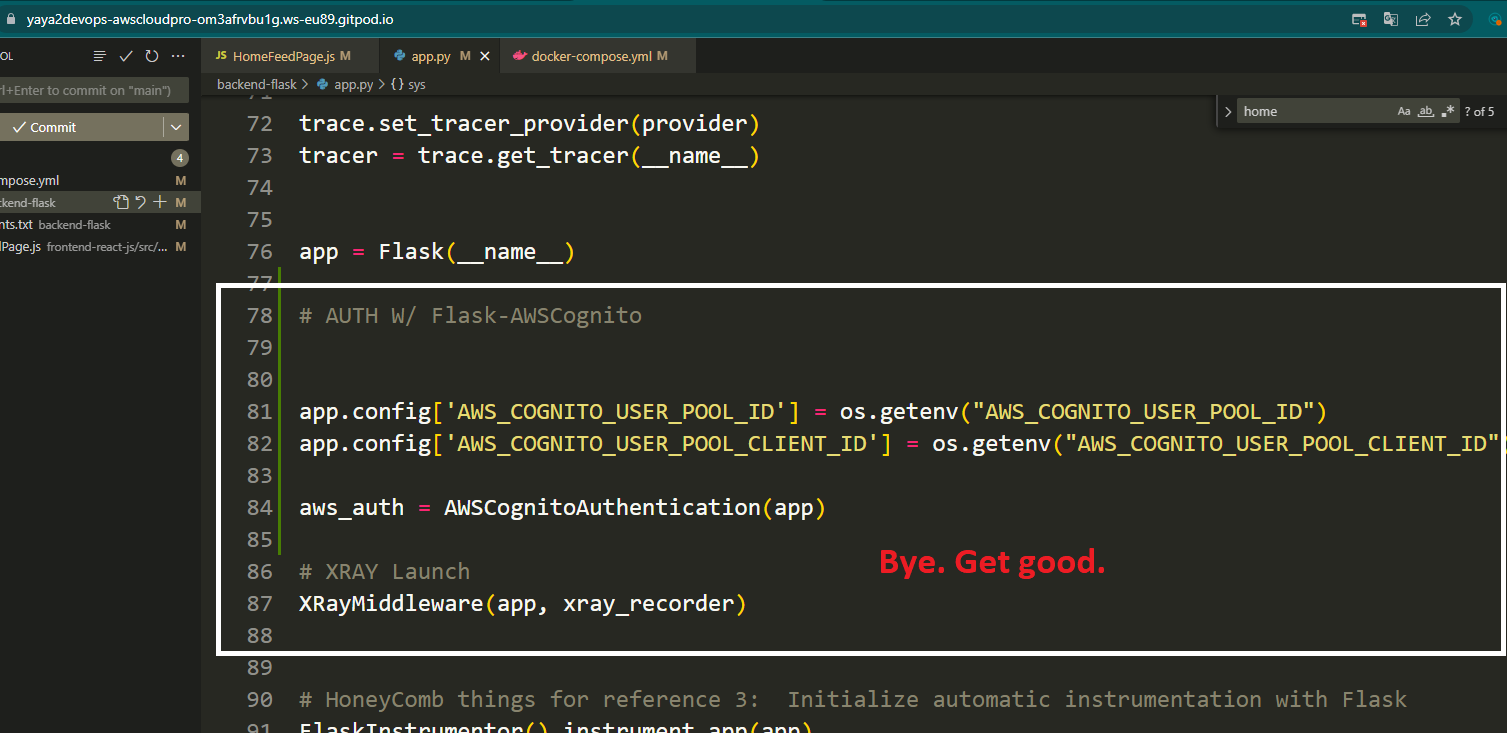 yaya2devops-awscloudpro-om3afrvbu1g.ws-eu89.gitpod.io
OL
JS HomeFeedPage.js M
app.py M
docker-compose.yml M
backend-flask > app.py > {} sys
home
Aa ab .* ? of 5
rl+Enter to commit on "main")
Commit
4
mpose.yml M
ckend-flask M
nts.txt backend-flask M
Page.js frontend-react-js/src/... M
71
72 trace.set_tracer_provider(provider)
73 tracer = trace.get_tracer(__name__)
74
75
76 app = Flask(__name__)
77
78 # AUTH W/ Flask-AWSCognito
79
80
81 app.config['AWS_COGNITO_USER_POOL_ID'] = os.getenv("AWS_COGNITO_USER_POOL_ID")
82 app.config['AWS_COGNITO_USER_POOL_CLIENT_ID'] = os.getenv("AWS_COGNITO_USER_POOL_CLIENT_ID")
83
84 aws_auth = AWSCognitoAuthentication(app)
85
Bye. Get good.
86 # XRAY Launch
87 XRayMiddleware(app, xray_recorder)
88
89
90 # HoneyComb things for reference 3:  Initialize automatic instrumentation with Flask
91 FlaskInstrumentor().instrument_app(app)